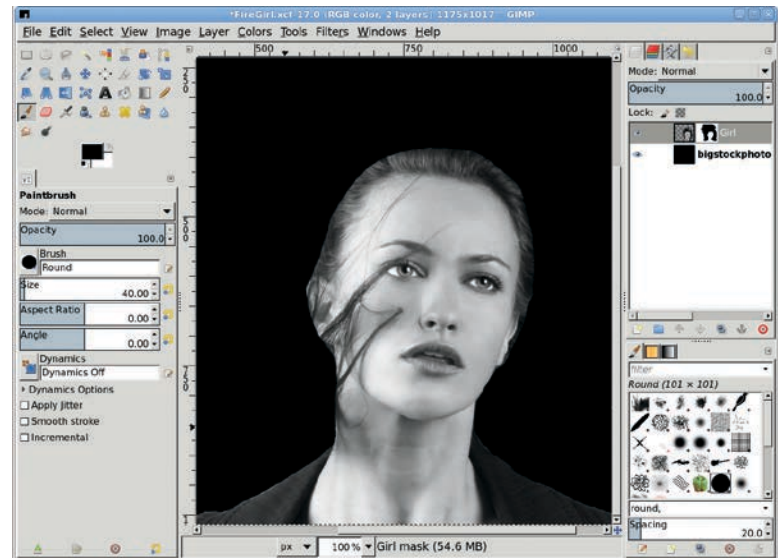 *FireGirl.xcf-17.0 (RGB color, 2 layers) 1175x1017 – GIMP
File Edit Select View Image Layer Colors Tools Filters Windows Help
500 750 1000
250
500
750
Mode: Normal
Opacity
100.0
Lock:
Girl
bigstockphoto
Paintbrush
Mode: Normal
Opacity
100.0
Brush
Round
Size
40.00
Aspect Ratio
0.00
Angle
0.00
Dynamics
Dynamics Off
Dynamics Options
Apply Jitter
Smooth stroke
Incremental
filter
Round (101 × 101)
round,
Spacing
20.0
px 100% Girl mask (54.6 MB)